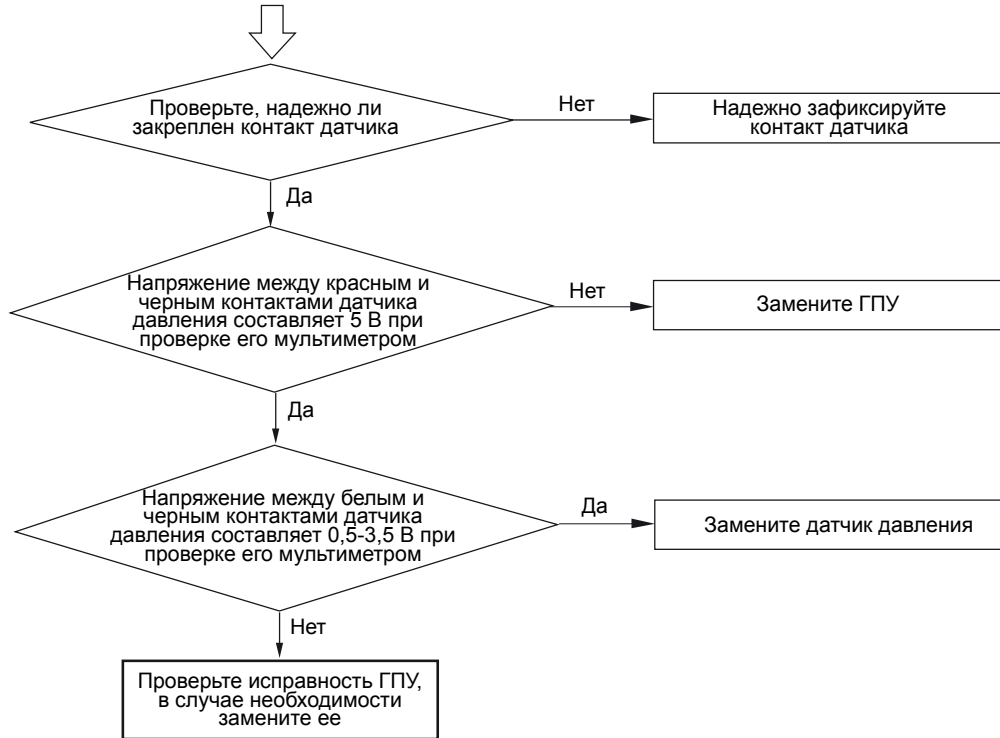 Проверьте, надежно ли
закреплен контакт датчика
Нет
Надежно зафиксируйте
контакт датчика
Да
Напряжение между красным и
черным контактами датчика
давления составляет 5 В при
проверке его мультиметром
Нет
Замените ГПУ
Да
Напряжение между белым и
черным контактами датчика
давления составляет 0,5-3,5 В при
проверке его мультиметром
Да
Замените датчик давления
Нет
Проверьте исправность ГПУ,
в случае необходимости
замените ее